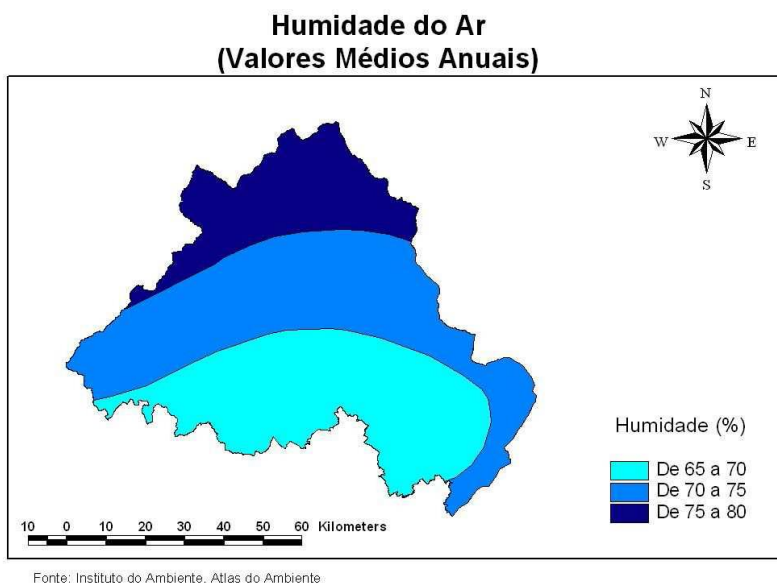 Humidade do Ar
(Valores Médios Anuais)
N
W E
S
Humidade (%)
De 65 a 70
De 70 a 75
De 75 a 80
10 0 10 20 30 40 50 60 Kilometers
Fonte: Instituto do Ambiente. Atlas do Ambiente